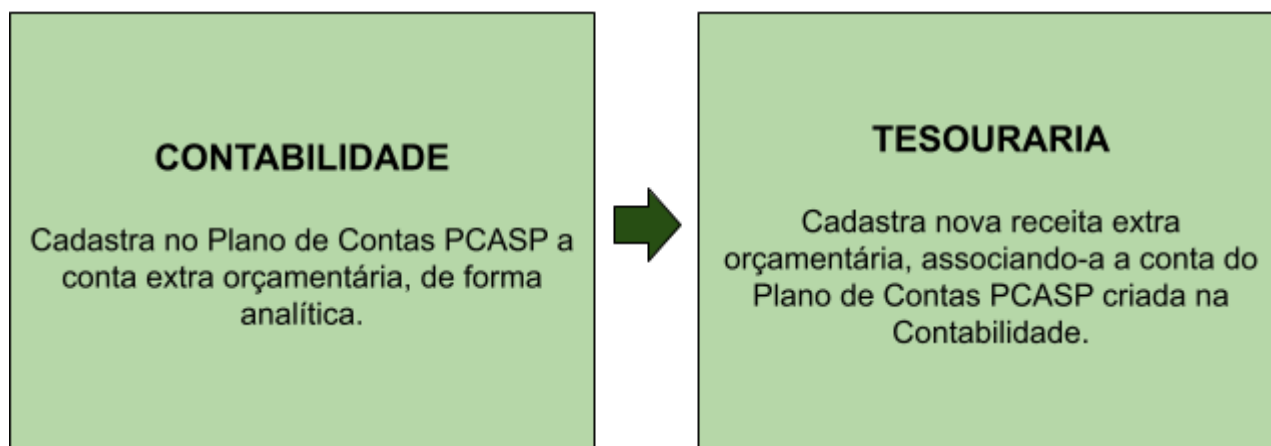 CONTABILIDADE
Cadastra no Plano de Contas PCASP a
conta extra orçamentária, de forma
analítica.
TESOURARIA
Cadastra nova receita extra
orçamentária, associando-a a conta do
Plano de Contas PCASP criada na
Contabilidade.